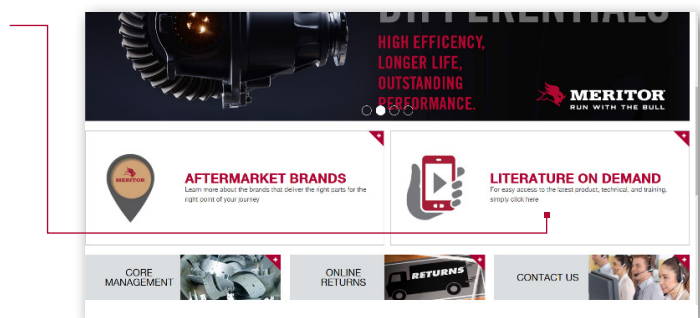 DIFFERENTIALS
HIGH EFFICENCY,
LONGER LIFE,
OUTSTANDING
PERFORMANCE.
MERITOR
RUN WITH THE BULL
MERITOR
AFTERMARKET BRANDS
Learn more about the brands that deliver the right parts for the
right point of your journey
LITERATURE ON DEMAND
For easy access to the latest product, technical, and training,
simply click here
CORE
MANAGEMENT
ONLINE
RETURNS
RETURNS
CONTACT US